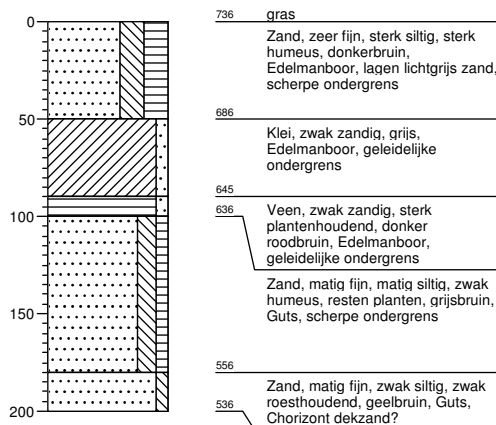 0
736 gras
Zand, zeer fijn, sterk siltig, sterk
humeus, donkerbruin,
Edelmanboor, lagen lichtgrijs zand,
scherpe ondergrens
50
686
Klei, zwak zandig, grijs,
Edelmanboor, geleidelijke
ondergrens
645
100
636
Veen, zwak zandig, sterk
plantenhoudend, donker
roodbruin, Edelmanboor,
geleidelijke ondergrens
Zand, matig fijn, matig siltig, zwak
humeus, resten planten, grijsbruin,
Guts, scherpe ondergrens
150
556
Zand, matig fijn, zwak siltig, zwak
roesthoudend, geelbruin, Guts,
Chorizont dekzand?
200
536